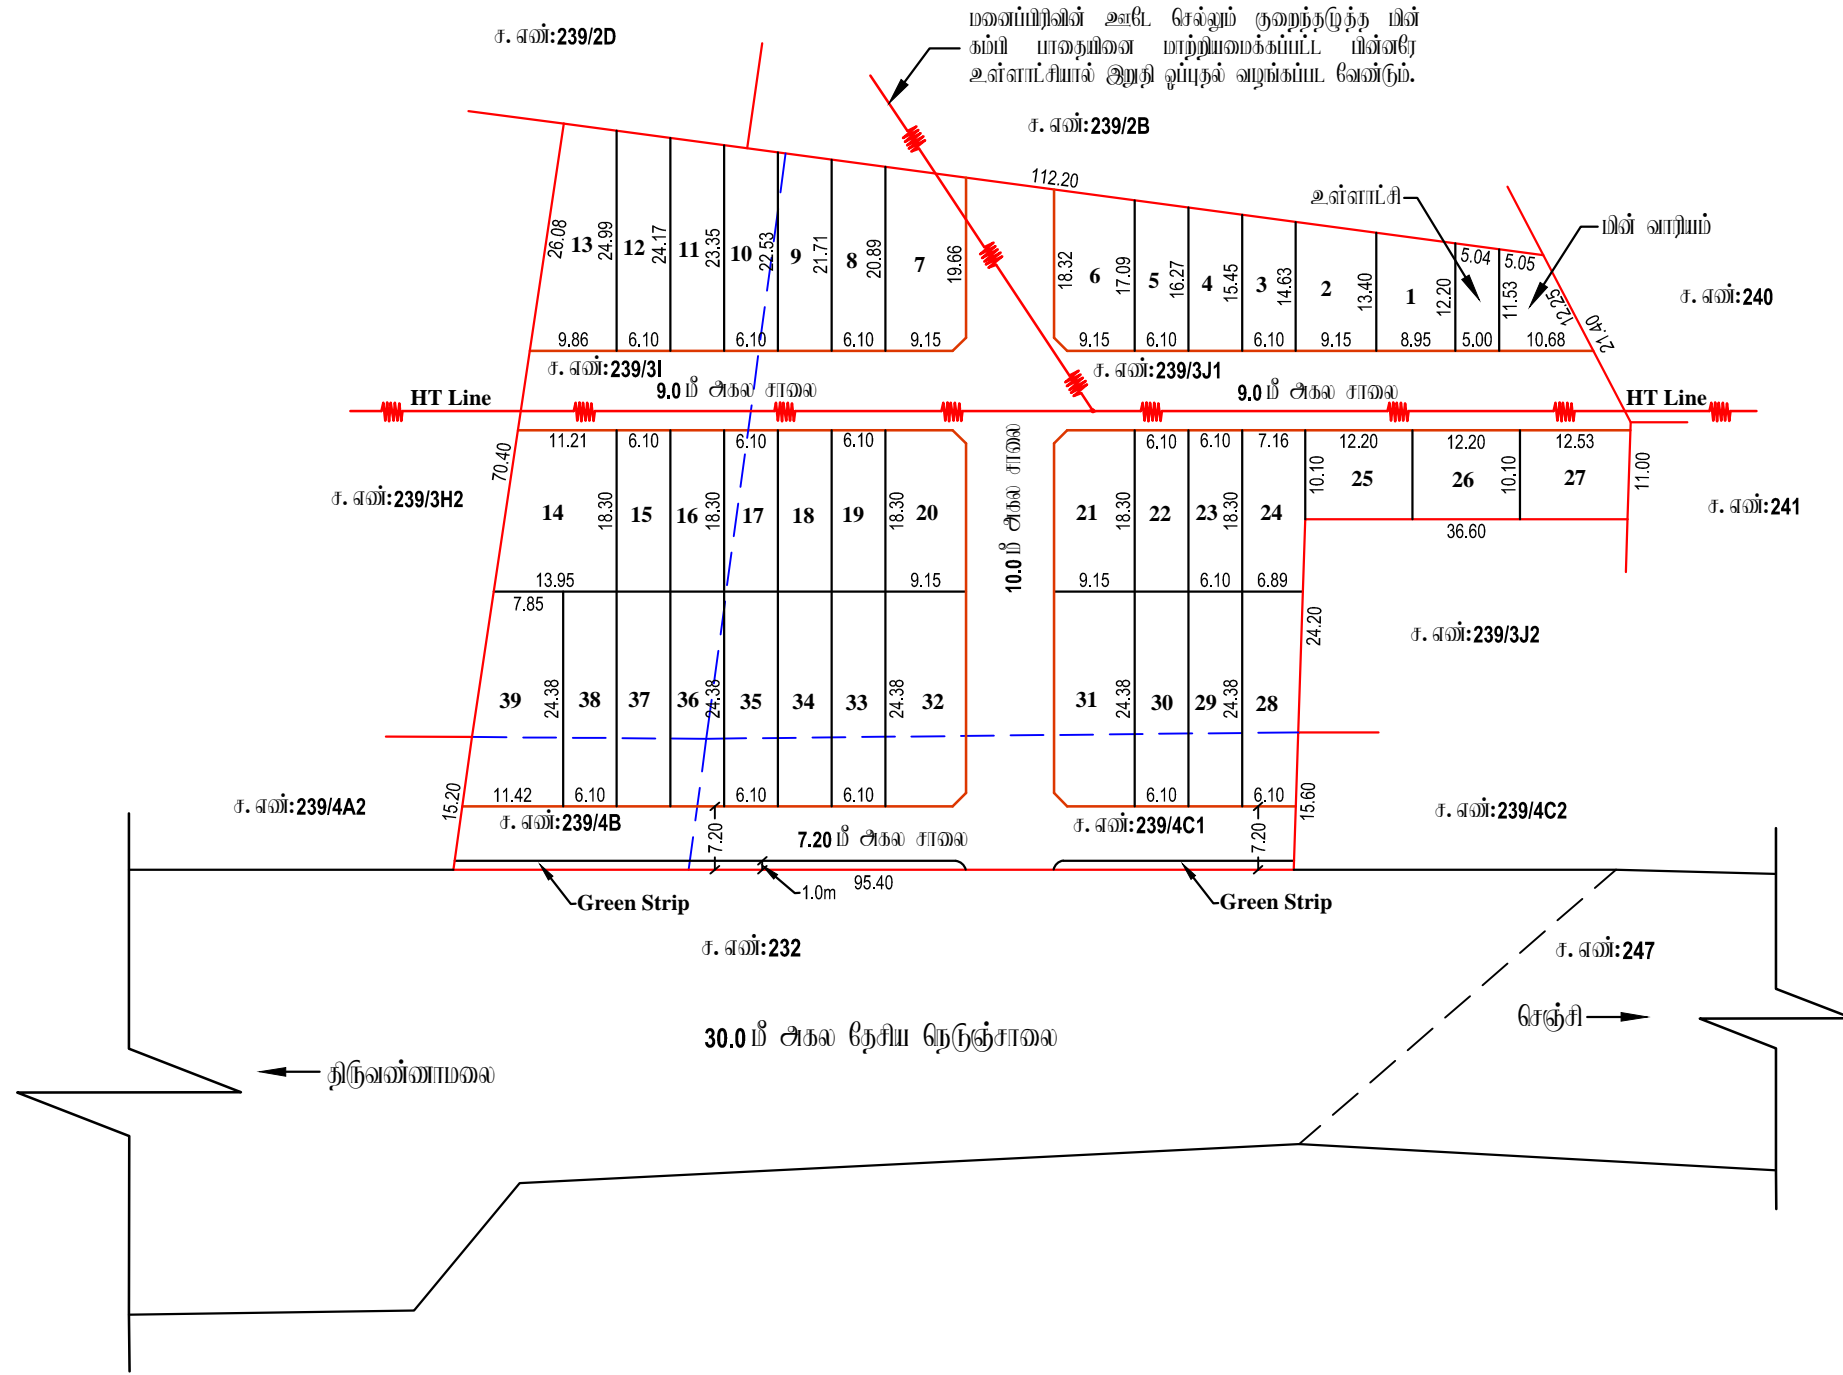 மனைப்பிரிவின் ஊடே செல்லும் குறைந்தழுத்த மின்
கம்பி பாதையினை மாற்றியமைக்கப்பட்ட பின்னரே
உள்ளாட்சியால் இறுதி ஒப்புதல் வழங்கப்பட வேண்டும்.
ச. எண்:239/2D
ச. எண்:239/2B
112.20
உள்ளாட்சி
மின் வாரியம்
26.08 13 24.99 12 24.17 11 23.35 10 22.53 9 21.71 8 20.89 7 19.66
18.32 6 17.09 5 16.27 4 15.45 3 14.63 2 13.40 1 12.20 5.04 11.53 5.05 12.25 21.40
ச. எண்:240
9.86 6.10 6.10 6.10 9.15
9.15 6.10 6.10 9.15 8.95 5.00 10.68
ச. எண்:239/3I
ச. எண்:239/3J1
9.0 மீ அகல சாலை
9.0 மீ அகல சாலை
HT Line
HT Line
70.40
11.21 6.10 6.10 6.10
6.10 6.10 7.16 12.20 12.20 12.53
ச. எண்:239/3H2
14 18.30 15 16 18.30 17 18 19 18.30 20
10.0 மீ அகல சாலை
21 18.30 22 23 18.30 24 10.10 25 26 10.10 27 11.00
ச. எண்:241
36.60
13.95 9.15
9.15 6.10 6.89
7.85
24.20
ச. எண்:239/3J2
39 24.38 38 37 36 24.38 35 34 33 24.38 32
31 24.38 30 29 24.38 28
11.42 6.10 6.10 6.10
6.10 6.10
15.20
15.60
ச. எண்:239/4A2
ச. எண்:239/4B
7.20
7.20 மீ அகல சாலை
ச. எண்:239/4C1
7.20
ச. எண்:239/4C2
1.0m
95.40
Green Strip
Green Strip
ச. எண்:232
ச. எண்:247
30.0 மீ அகல தேசிய நெடுஞ்சாலை
செஞ்சி
திருவண்ணாமலை